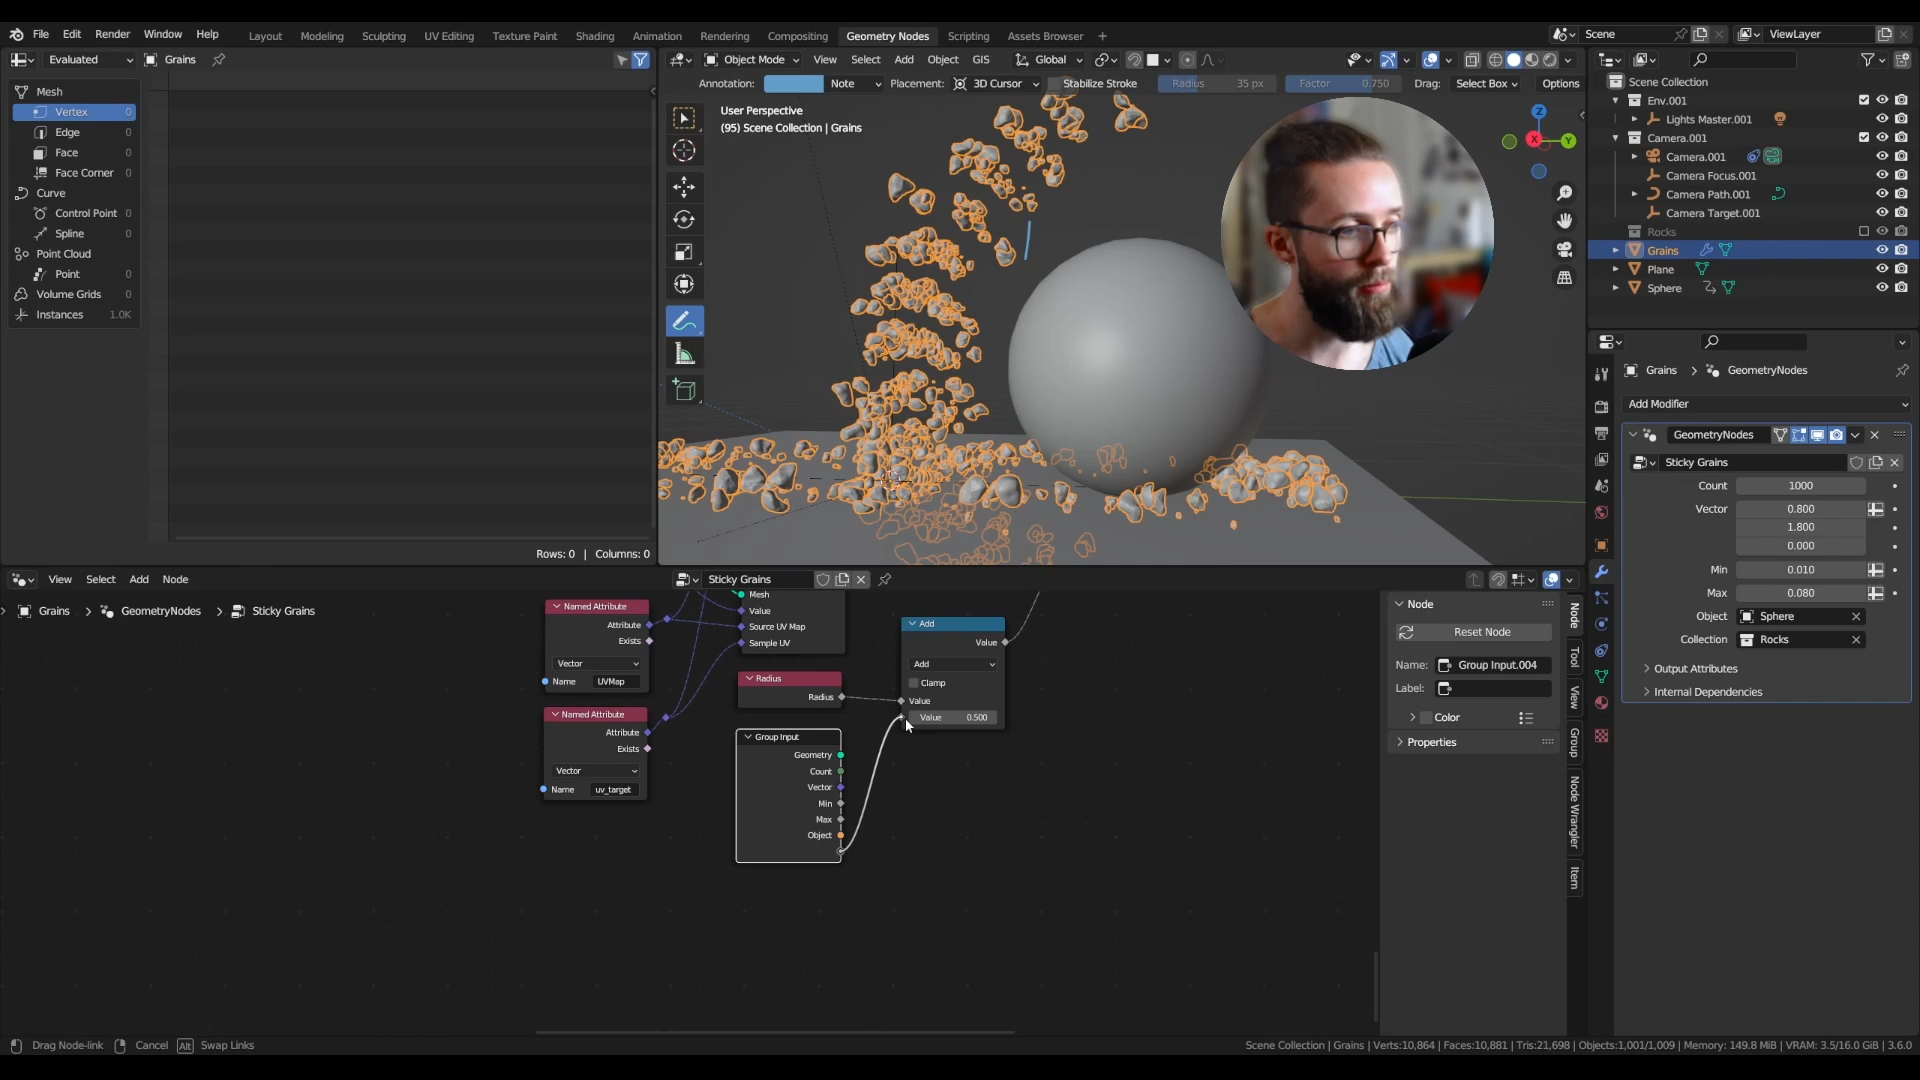 File Edit Render Window Help
Layout Modeling Sculpting UV Editing Texture Paint Shading Animation Rendering Compositing Geometry Nodes Scripting Assets Browser +
Scene
ViewLayer
Evaluated
Grains
Mesh
Vertex 0
Edge 0
Face 0
Face Corner 0
Curve
Control Point 0
Spline 0
Point Cloud
Point 0
Volume Grids 0
Instances 1.0K
Rows: 0 | Columns: 0
Object Mode View Select Add Object GIS Global
Annotation: Note Placement: 3D Cursor Stabilize Stroke Radius 35 px Factor 0.750 Drag: Select Box Options
User Perspective
(95) Scene Collection | Grains
Z
X
Y
Scene Collection
Env.001
Lights Master.001
Camera.001
Camera.001
Camera Focus.001
Camera Path.001
Camera Target.001
Rocks
Grains
Plane
Sphere
Grains > GeometryNodes
Add Modifier
GeometryNodes
Sticky Grains
Count 1000
Vector 0.800
1.800
0.000
Min 0.010
Max 0.080
Object Sphere
Collection Rocks
Output Attributes
Internal Dependencies
View Select Add Node
Sticky Grains
Grains > GeometryNodes > Sticky Grains
Named Attribute
Attribute
Exists
Vector
Name UVMap
Named Attribute
Attribute
Exists
Vector
Name uv_target
Mesh
Value
Source UV Map
Sample UV
Radius
Radius
Group Input
Geometry
Count
Vector
Min
Max
Object
Add
Value
Add
Clamp
Value
Value 0.500
Node
Reset Node
Name: Group Input.004
Label:
Color
Properties
Node
Tool
View
Group
Node Wrangler
Item
Drag Node-link Cancel Alt Swap Links
Scene Collection | Grains | Verts:10,864 | Faces:10,881 | Tris:21,698 | Objects:1,001/1,009 | Memory: 149.8 MiB | VRAM: 3.5/16.0 GiB | 3.6.0